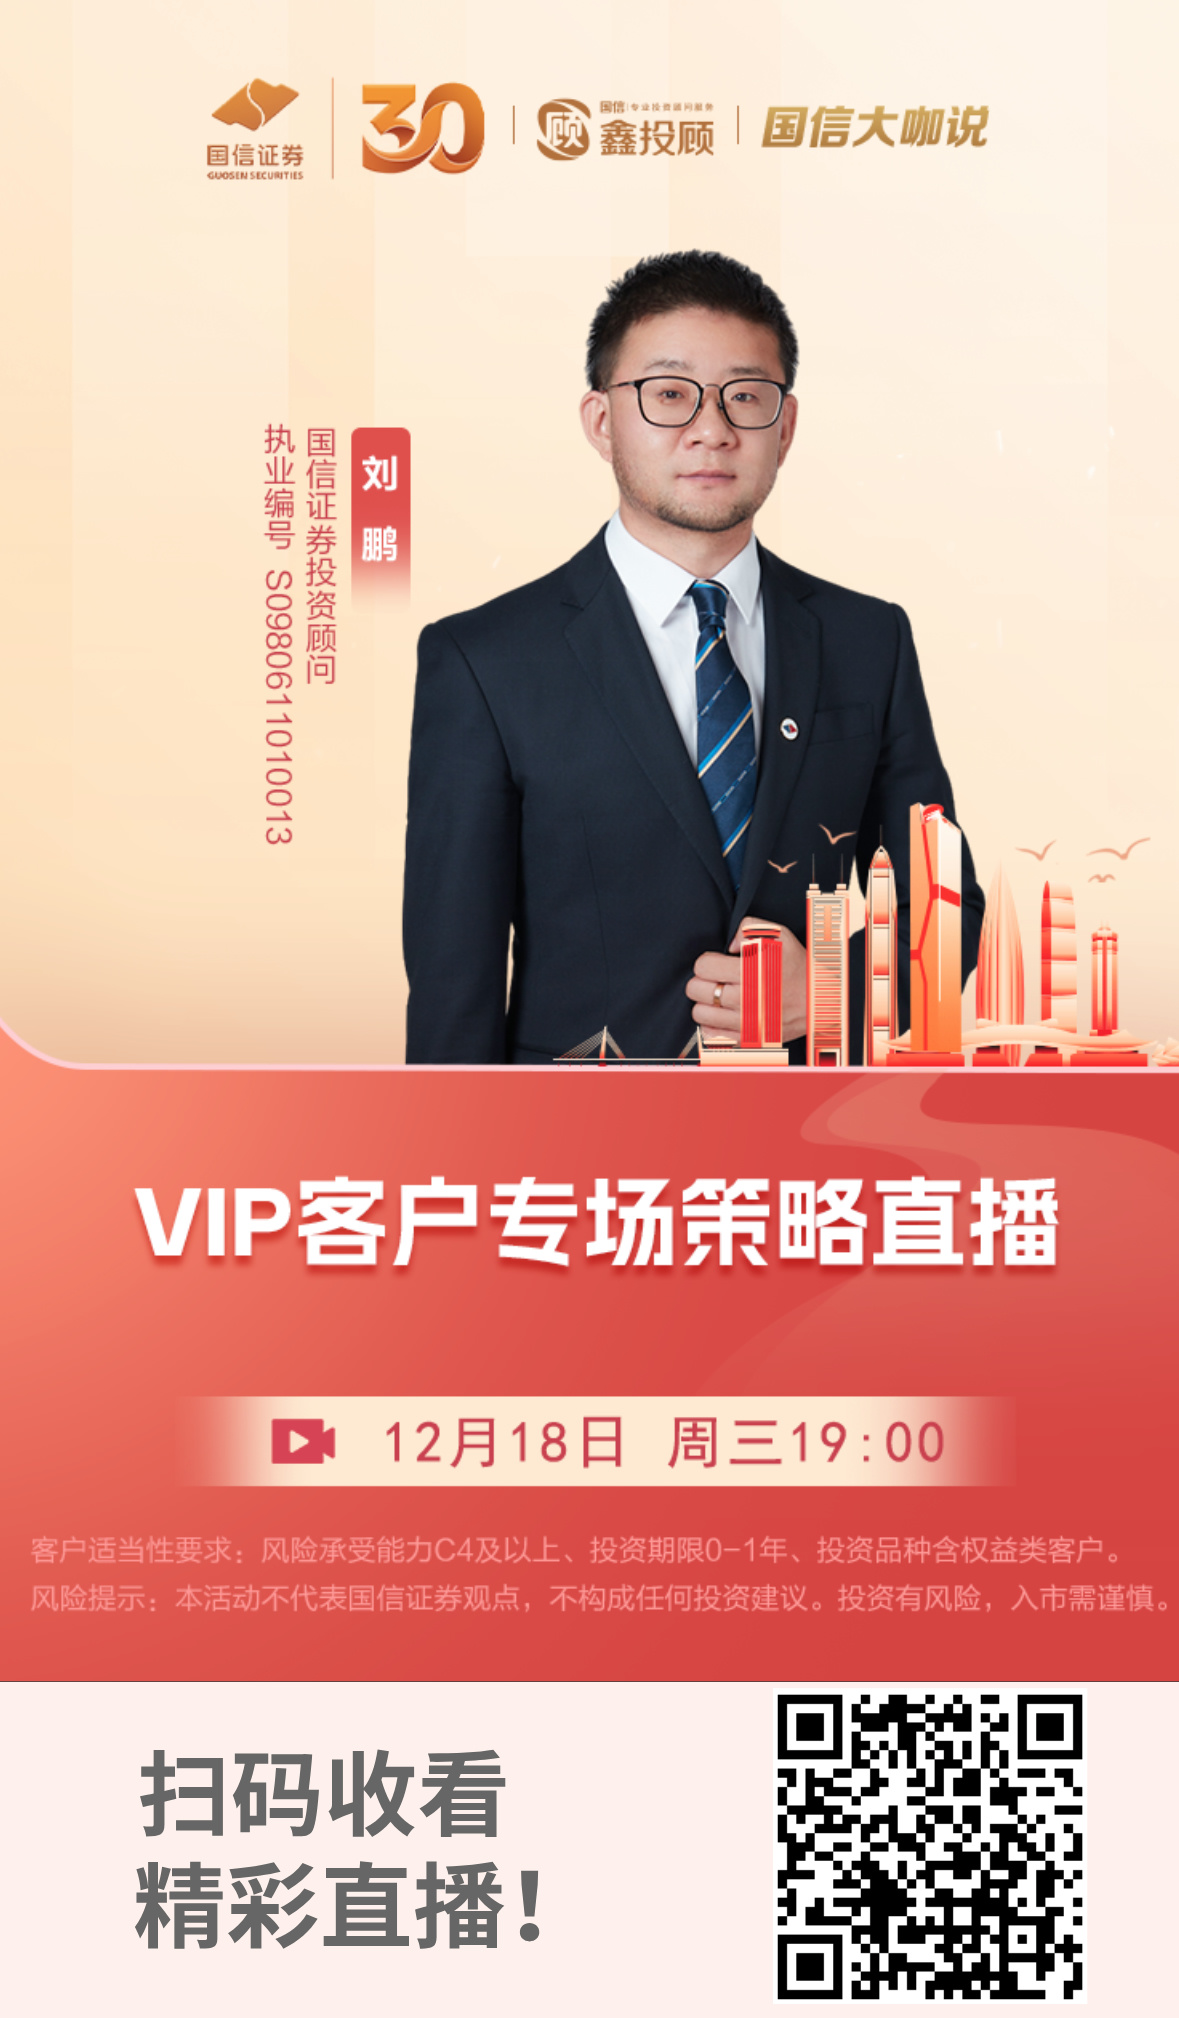 国信证券
GUOSEN SECURITIES
30
国信 专业投资顾问服务
顾
鑫投顾
国信大咖说
刘鹏
国信证券投资顾问
执业编号 S0980611010013
VIP客户专场策略直播
12月18日 周三19:00
客户适当性要求：风险承受能力C4及以上、投资期限0-1年、投资品种含权益类客户。
风险提示：本活动不代表国信证券观点，不构成任何投资建议。投资有风险，入市需谨慎。
扫码收看
精彩直播！